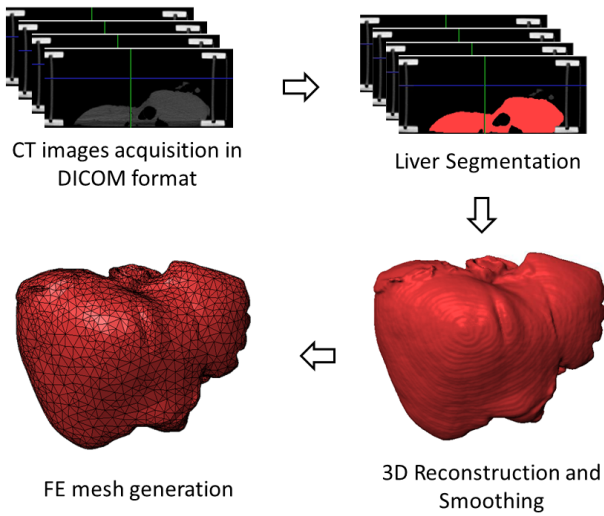 CT images acquisition in
DICOM format
Liver Segmentation
3D Reconstruction and
Smoothing
FE mesh generation